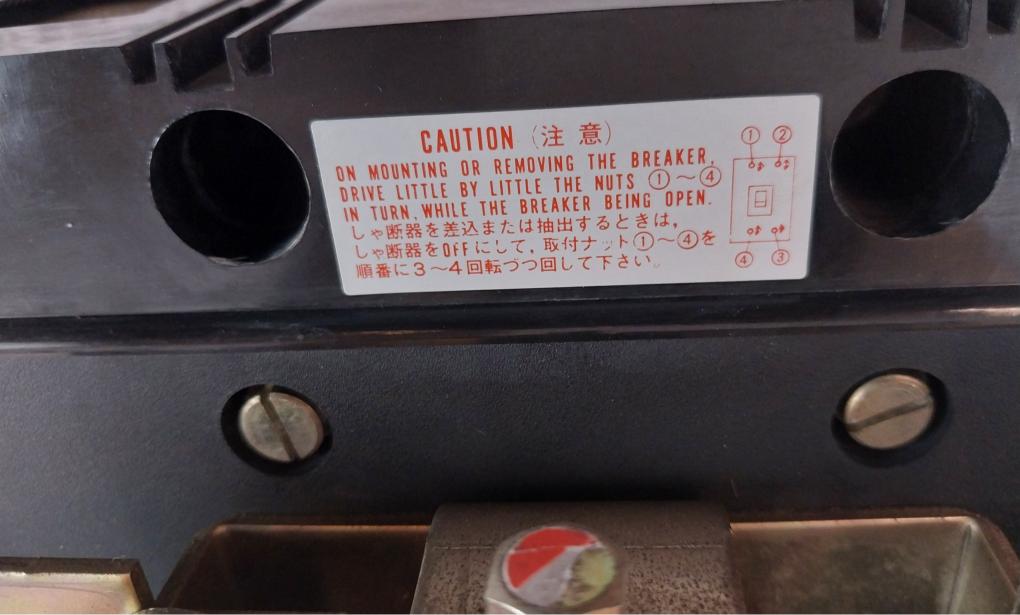 CAUTION (注意)
ON MOUNTING OR REMOVING THE BREAKER,
DRIVE LITTLE BY LITTLE THE NUTS ①～④
IN TURN, WHILE THE BREAKER BEING OPEN.
しゃ断器を差込または抽出するときは,
しゃ断器をOFFにして, 取付ナット①～④を
順番に3～4回転づつ回して下さい。
① ②
④ ③